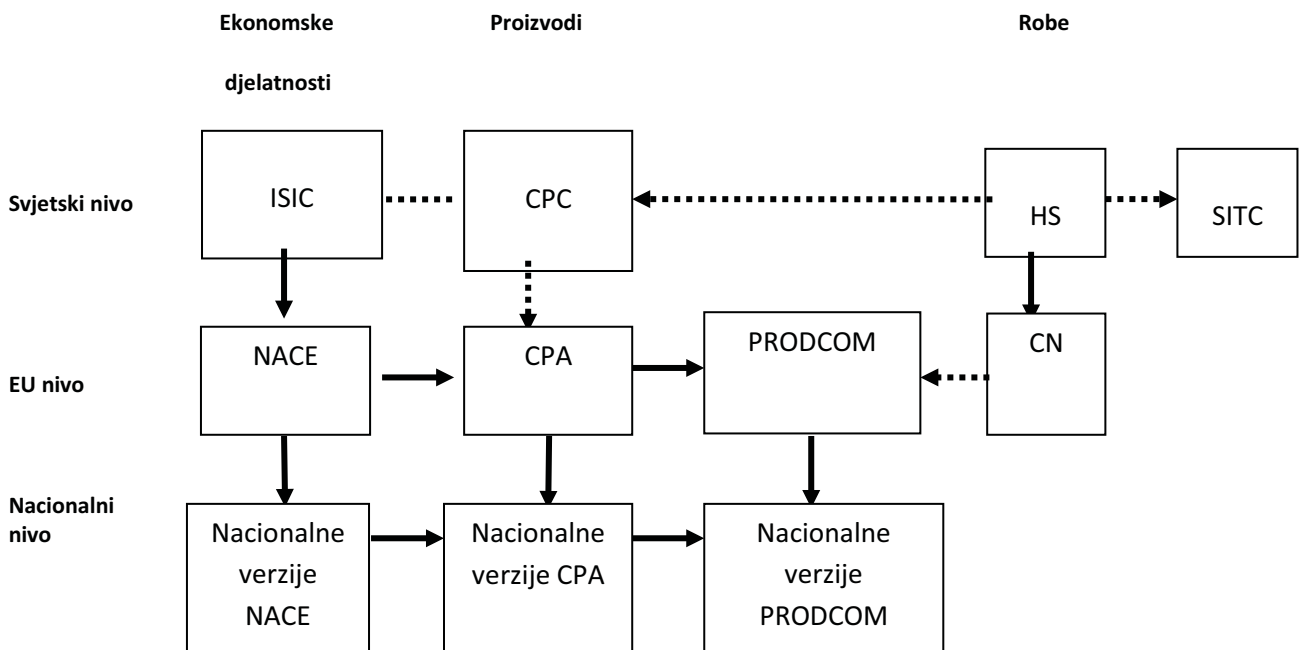 Ekonomske
djelatnosti
Proizvodi
Robe
Svjetski nivo
ISIC
CPC
HS
SITC
EU nivo
NACE
CPA
PRODCOM
CN
Nacionalni
nivo
Nacionalne
verzije
NACE
Nacionalne
verzije CPA
Nacionalne
verzije
PRODCOM